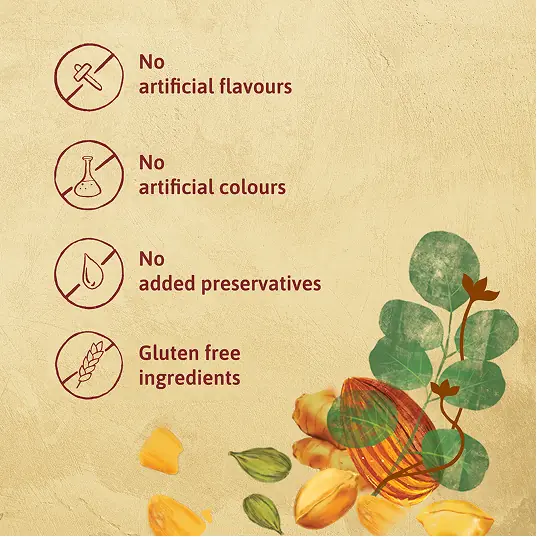 No
artificial flavours
No
artificial colours
No
added preservatives
Gluten free
ingredients